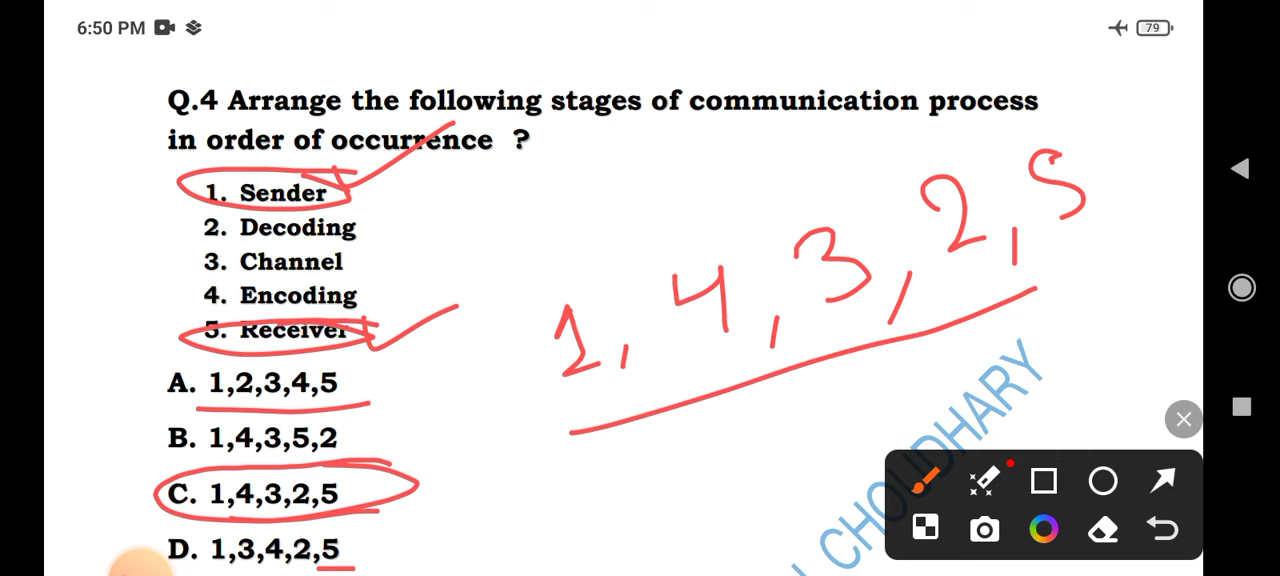 6:50 PM
79
Q.4 Arrange the following stages of communication process
in order of occurrence ?
1. Sender
2. Decoding
3. Channel
4. Encoding
5. Receiver
1, 4, 3, 2, 5
A. 1,2,3,4,5
B. 1,4,3,5,2
C. 1,4,3,2,5
D. 1,3,4,2,5
CHOUDHARY